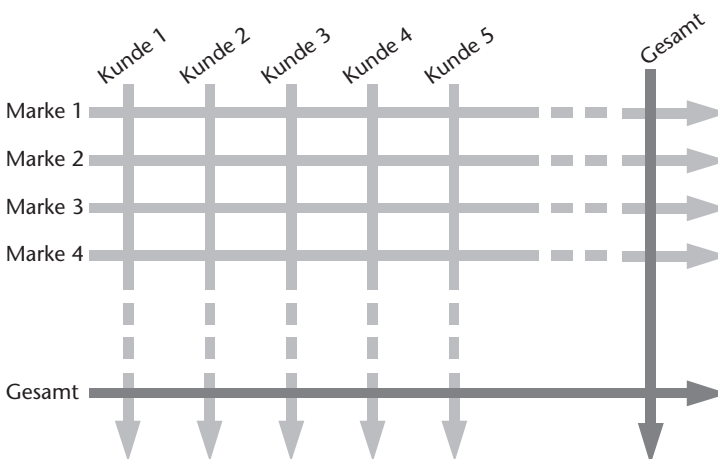 Kunde 1
Kunde 2
Kunde 3
Kunde 4
Kunde 5
Gesamt
Marke 1
Marke 2
Marke 3
Marke 4
Gesamt